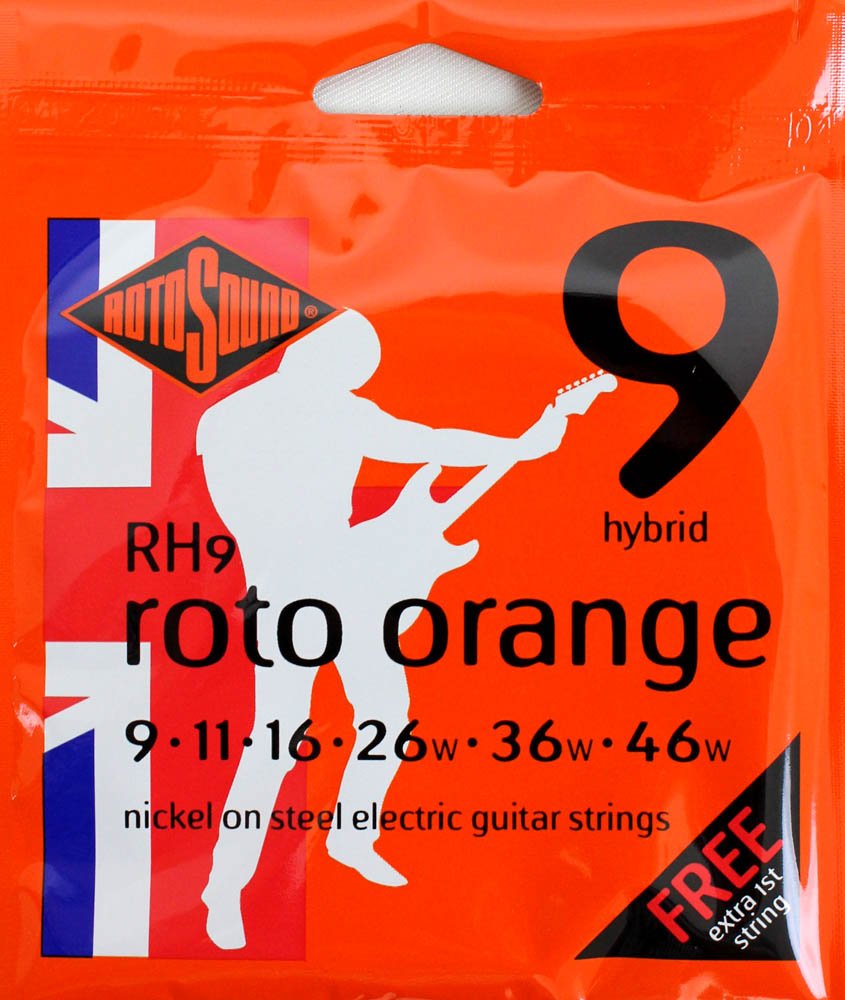 ROTOSOUND®
9
hybrid
RH9
roto orange
9·11·16·26w·36w·46w
nickel on steel electric guitar strings
FREE
extra 1st
string